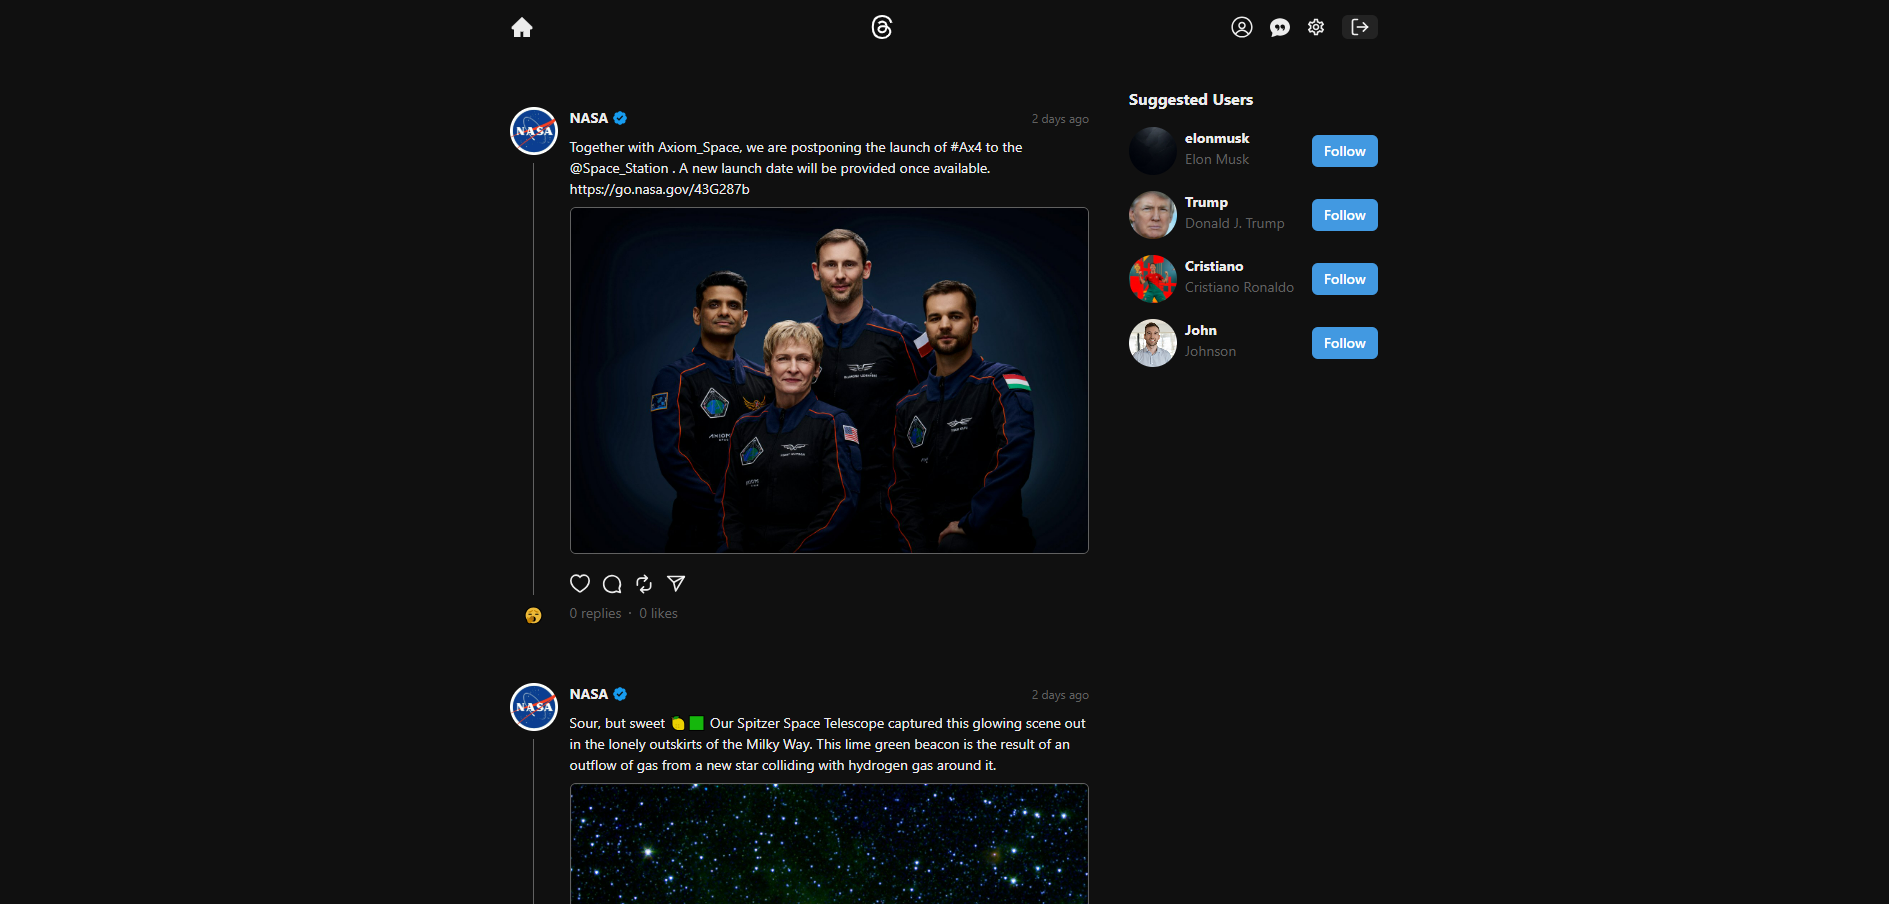 NASA
2 days ago
Together with Axiom_Space, we are postponing the launch of #Ax4 to the
@Space_Station . A new launch date will be provided once available.
https://go.nasa.gov/43G287b
0 replies · 0 likes
NASA
NASA
2 days ago
Sour, but sweet 🍋🟩 Our Spitzer Space Telescope captured this glowing scene out
in the lonely outskirts of the Milky Way. This lime green beacon is the result of an
outflow of gas from a new star colliding with hydrogen gas around it.
NASA
Suggested Users
elonmusk
Elon Musk
Follow
Trump
Donald J. Trump
Follow
Cristiano
Cristiano Ronaldo
Follow
John
Johnson
Follow